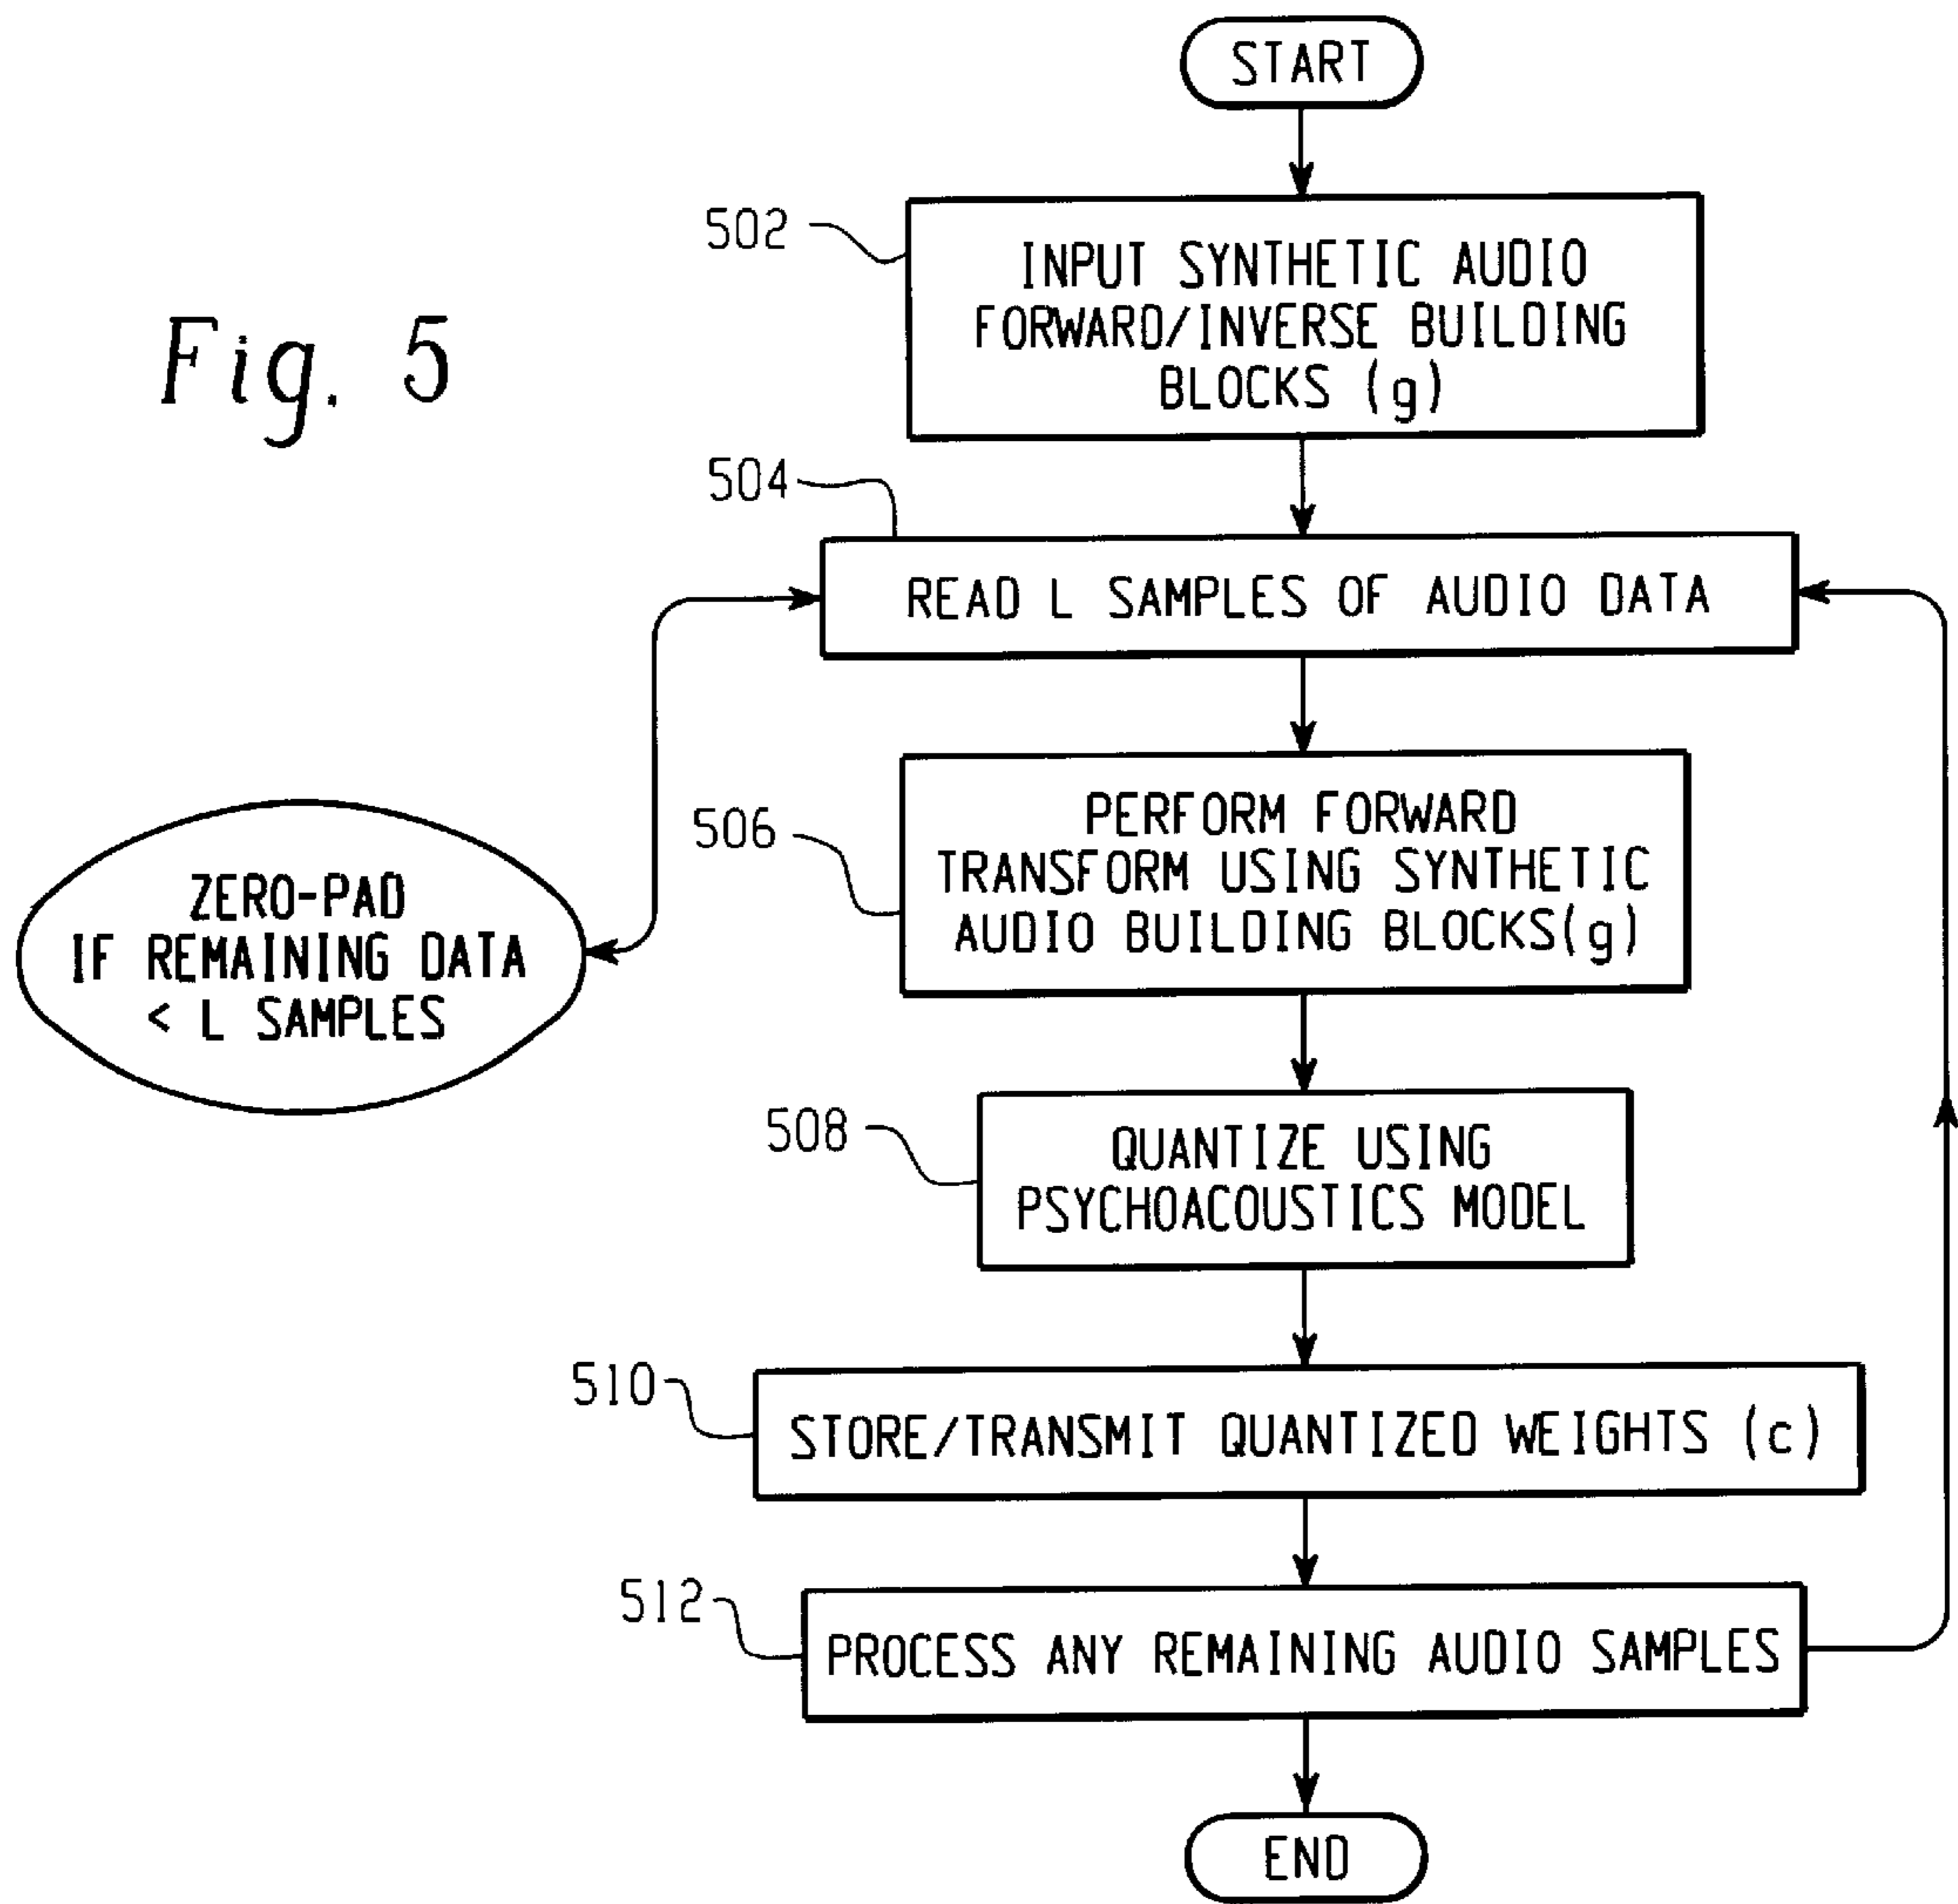 START
502
INPUT SYNTHETIC AUDIO
FORWARD/INVERSE BUILDING
BLOCKS (g)
Fig. 5
504
READ L SAMPLES OF AUDIO DATA
506
PERFORM FORWARD
TRANSFORM USING SYNTHETIC
AUDIO BUILDING BLOCKS(g)
ZERO-PAD
IF REMAINING DATA
< L SAMPLES
508
QUANTIZE USING
PSYCHOACOUSTICS MODEL
510
STORE/TRANSMIT QUANTIZED WEIGHTS (c)
512
PROCESS ANY REMAINING AUDIO SAMPLES
END